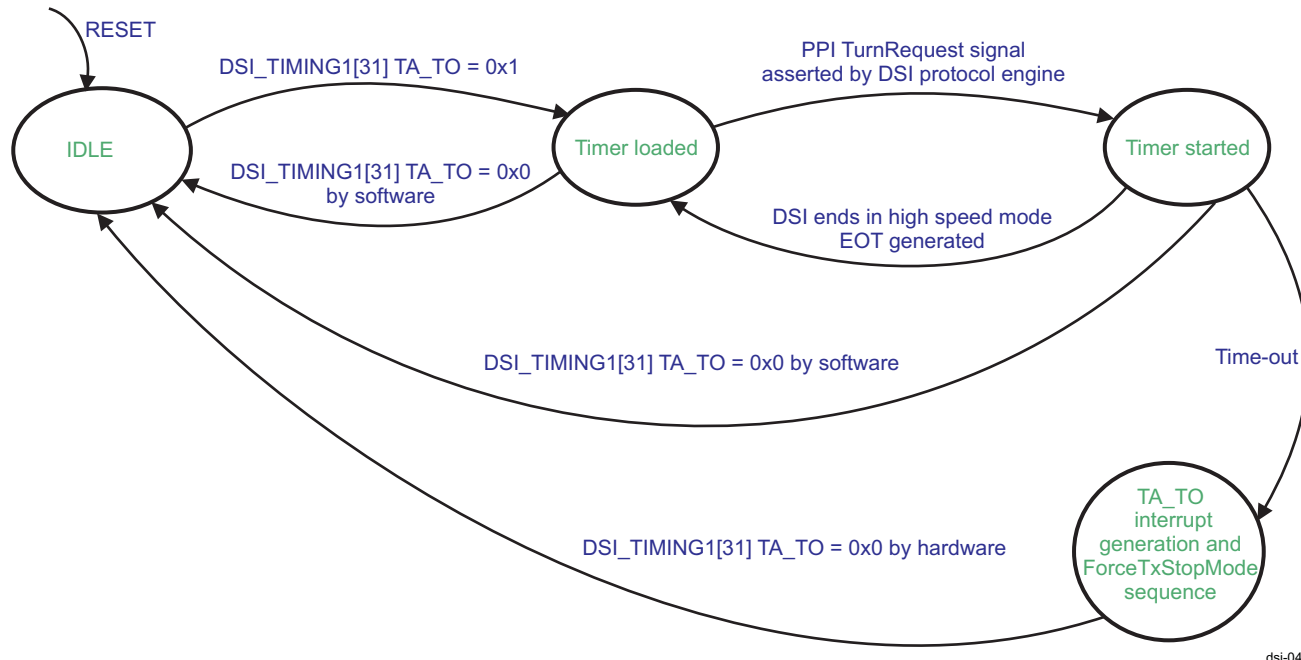 RESET
DSI_TIMING1[31] TA_TO = 0x1
PPI TurnRequest signal
asserted by DSI protocol engine
IDLE
Timer loaded
Timer started
DSI_TIMING1[31] TA_TO = 0x0
by software
DSI ends in high speed mode
EOT generated
DSI_TIMING1[31] TA_TO = 0x0 by software
Time-out
TA_TO
interrupt
generation and
ForceTxStopMode
sequence
DSI_TIMING1[31] TA_TO = 0x0 by hardware
dsi-04